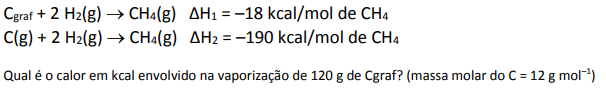 Cgraf + 2 H₂(g) → CH₄(g) ΔH₁ = –18 kcal/mol de CH₄
C(g) + 2 H₂(g) → CH₄(g) ΔH₂ = –190 kcal/mol de CH₄
Qual é o calor em kcal envolvido na vaporização de 120 g de Cgraf? (massa molar do C = 12 g mol⁻¹)